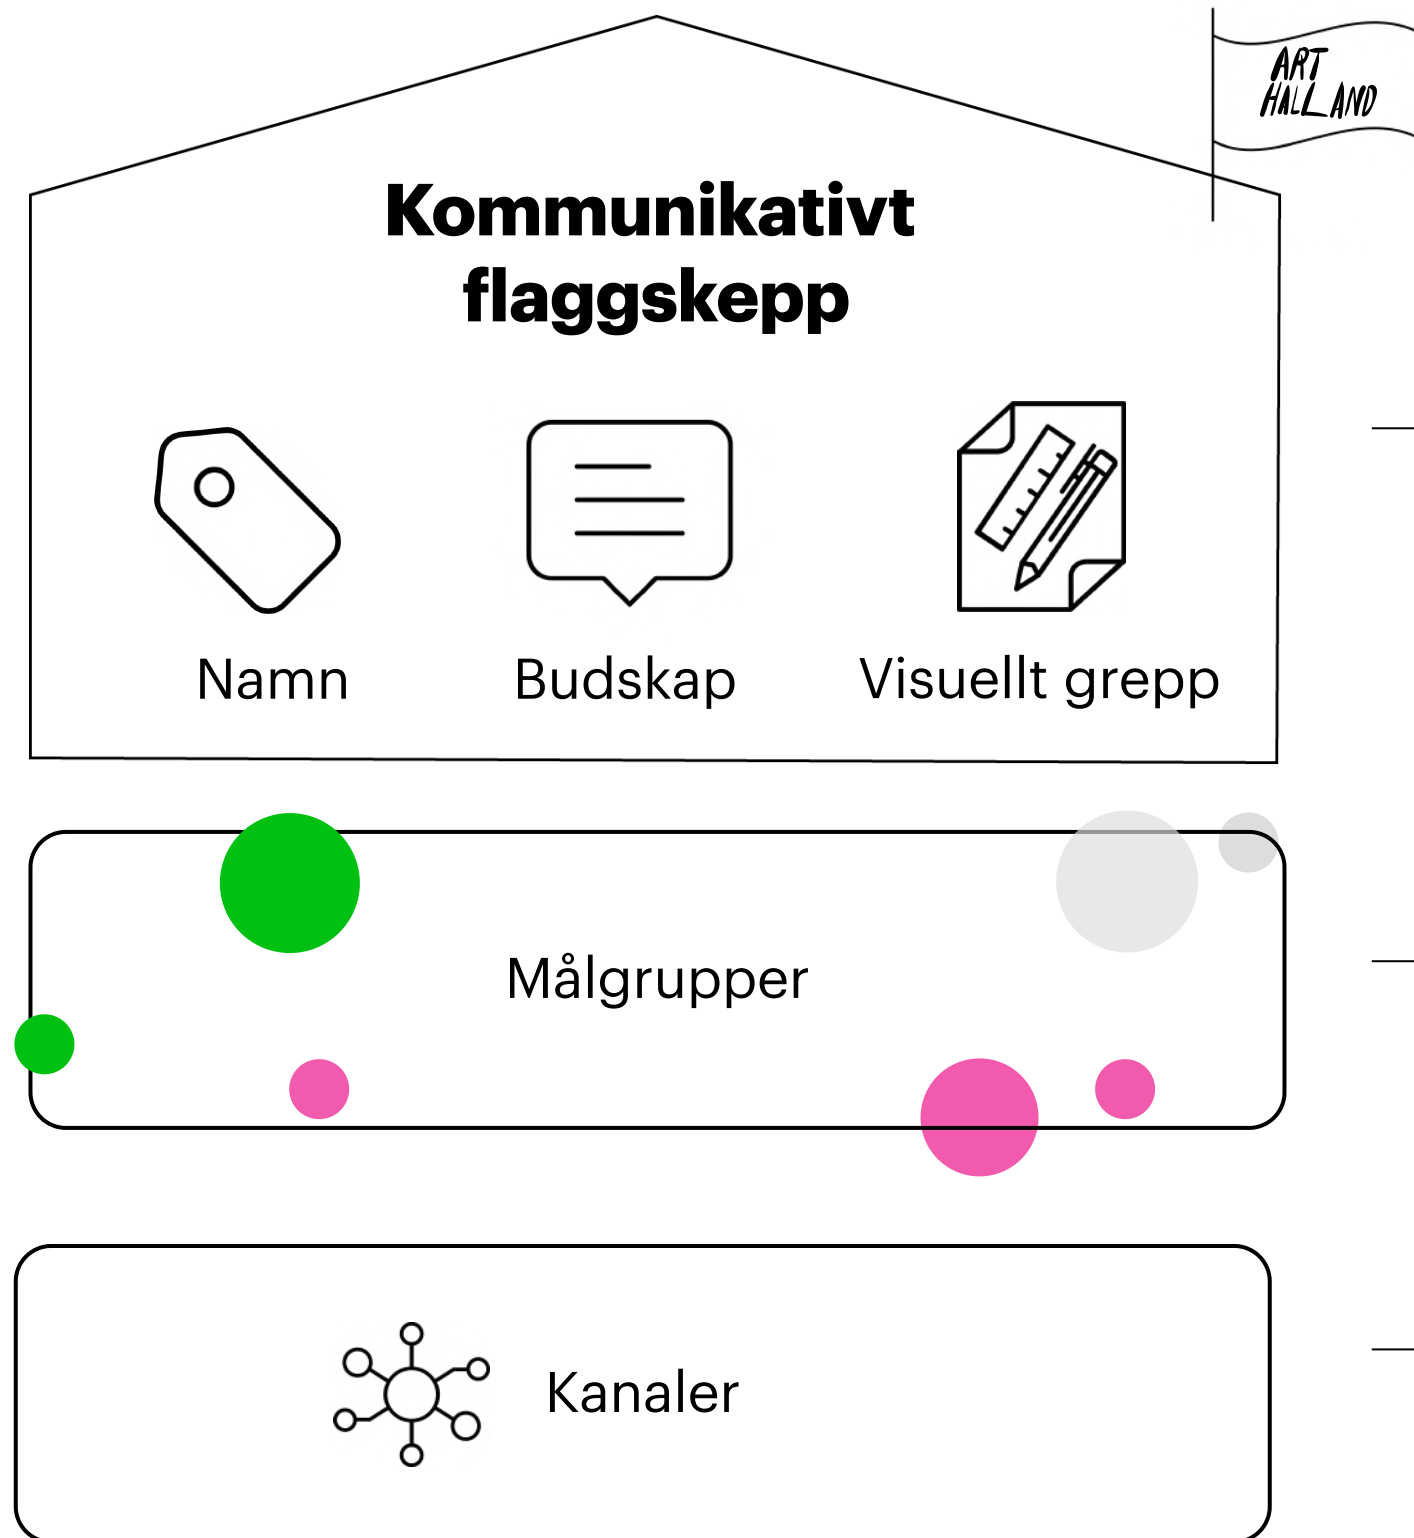 ART
HALLAND
Kommunikativt
flaggskepp
Namn
Budskap
Visuellt grepp
Målgrupper
Kanaler